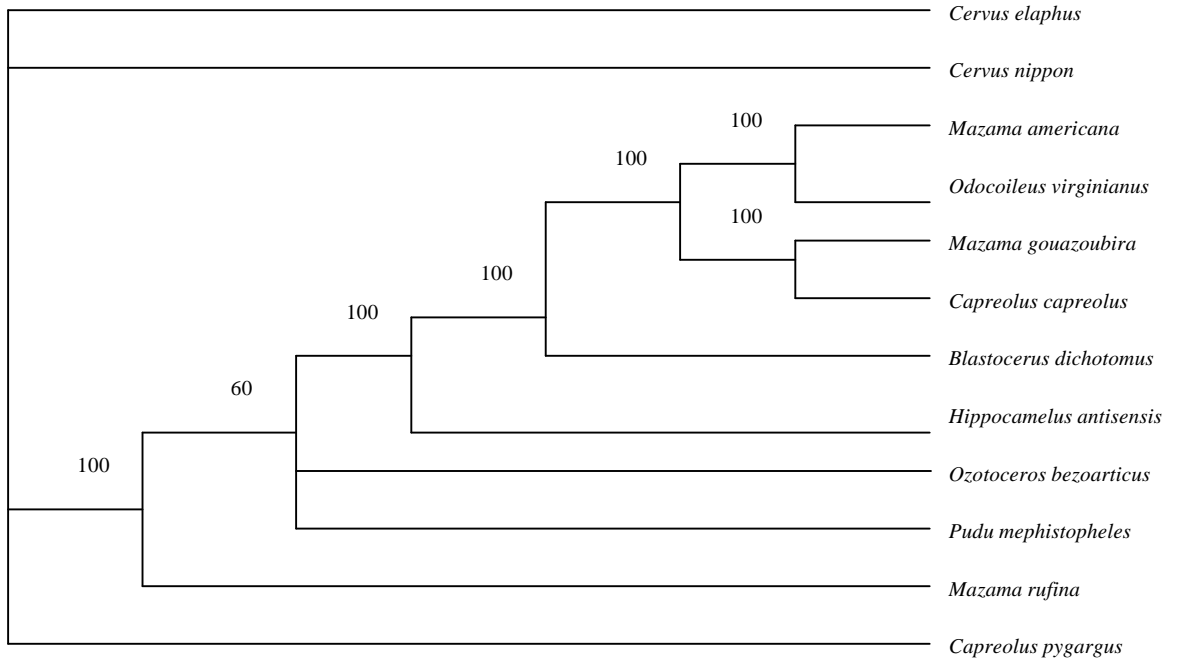 Cervus elaphus
Cervus nippon
100
Mazama americana
100
Odocoileus virginianus
100
Mazama gouazoubira
100
Capreolus capreolus
100
Blastocerus dichotomus
60
Hippocamelus antisensis
100
Ozotoceros bezoarticus
Pudu mephistopheles
Mazama rufina
Capreolus pygargus